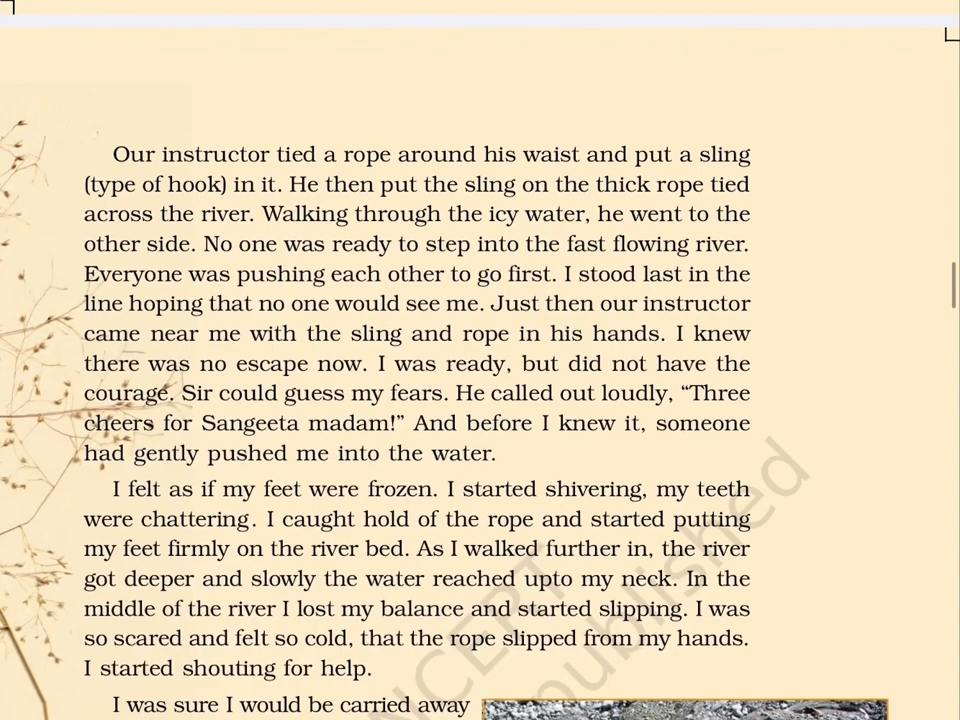 Our instructor tied a rope around his waist and put a sling
(type of hook) in it. He then put the sling on the thick rope tied
across the river. Walking through the icy water, he went to the
other side. No one was ready to step into the fast flowing river.
Everyone was pushing each other to go first. I stood last in the
line hoping that no one would see me. Just then our instructor
came near me with the sling and rope in his hands. I knew
there was no escape now. I was ready, but did not have the
courage. Sir could guess my fears. He called out loudly, “Three
cheers for Sangeeta madam!” And before I knew it, someone
had gently pushed me into the water.
I felt as if my feet were frozen. I started shivering, my teeth
were chattering. I caught hold of the rope and started putting
my feet firmly on the river bed. As I walked further in, the river
got deeper and slowly the water reached upto my neck. In the
middle of the river I lost my balance and started slipping. I was
so scared and felt so cold, that the rope slipped from my hands.
I started shouting for help.
I was sure I would be carried away
NCERT
published